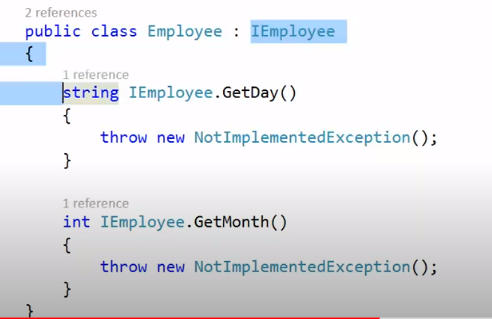 2 references
public class Employee : IEmployee
{
1 reference
string IEmployee.GetDay()
{
throw new NotImplementedException();
}
1 reference
int IEmployee.GetMonth()
{
throw new NotImplementedException();
}
}